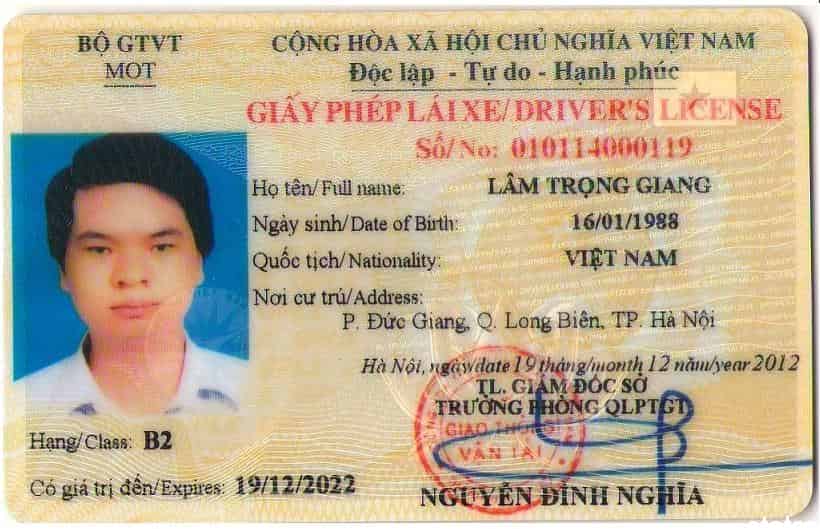 BỘ GTVT
MOT
CỘNG HÒA XÃ HỘI CHỦ NGHĨA VIỆT NAM
Độc lập - Tự do - Hạnh phúc
GIẤY PHÉP LÁI XE/ DRIVER'S LICENSE
Số/ No: 010114000119
Họ tên/ Full name: LÂM TRỌNG GIANG
Ngày sinh/ Date of Birth: 16/01/1988
Quốc tịch/ Nationality: VIỆT NAM
Nơi cư trú/Address:
P. Đức Giang, Q. Long Biên, TP. Hà Nội
Hà Nội, ngày/date 19 tháng/month 12 năm/year 2012
TL. GIÁM ĐỐC SỞ
TRƯỞNG PHÒNG QLPTGT
GIAO THÔNG
VẬN TẢI
Hạng/Class: B2
Có giá trị đến/Expires: 19/12/2022
NGUYỄN ĐÌNH NGHĨA